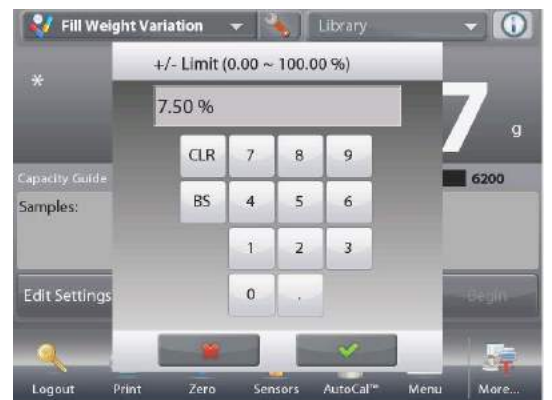 Fill Weight Variation Library
+/- Limit (0.00 ~ 100.00 %)
*
7.50 %
7 g
CLR 7 8 9
Capacity Guide 6200
Samples:
BS 4 5 6
1 2 3
Edit Settings 0 . Begin
Logout Print Zero Sensors AutoCal™ Menu More...